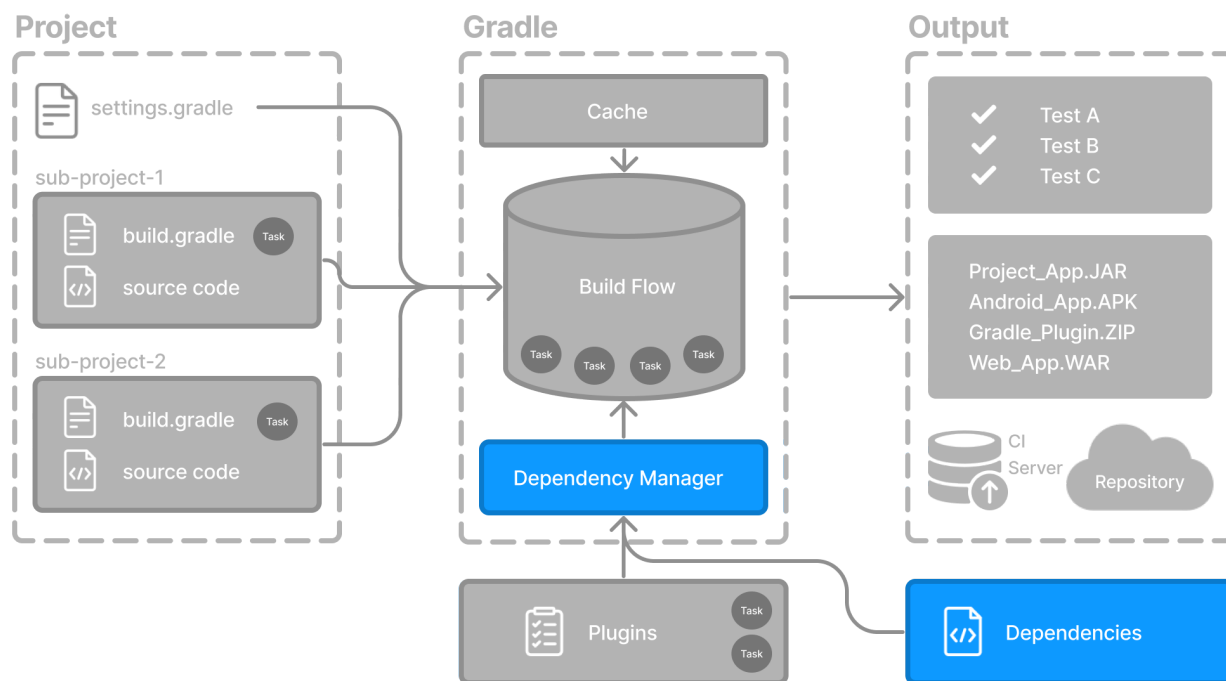 Project
settings.gradle
sub-project-1
build.gradle
Task
source code
sub-project-2
build.gradle
Task
source code
Gradle
Cache
Build Flow
Task
Task
Task
Task
Dependency Manager
Plugins
Task
Task
Output
Test A
Test B
Test C
Project_App.JAR
Android_App.APK
Gradle_Plugin.ZIP
Web_App.WAR
CI
Server
Repository
Dependencies